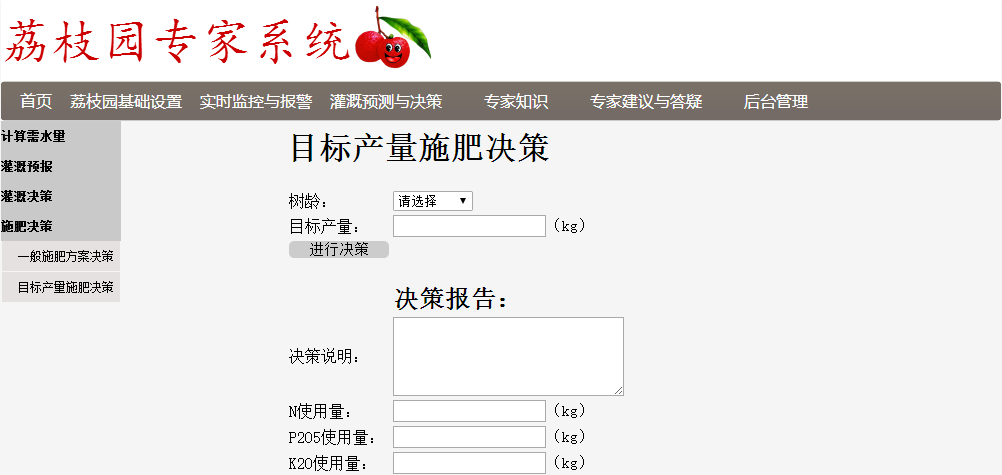 荔枝园专家系统
首页 荔枝园基础设置 实时监控与报警 灌溉预测与决策 专家知识 专家建议与答疑 后台管理
计算需水量
灌溉预报
灌溉决策
施肥决策
一般施肥方案决策
目标产量施肥决策
目标产量施肥决策
树龄： 请选择
目标产量： （kg）
进行决策
决策报告：
决策说明：
N使用量： （kg）
P2O5使用量： （kg）
K2O使用量： （kg）